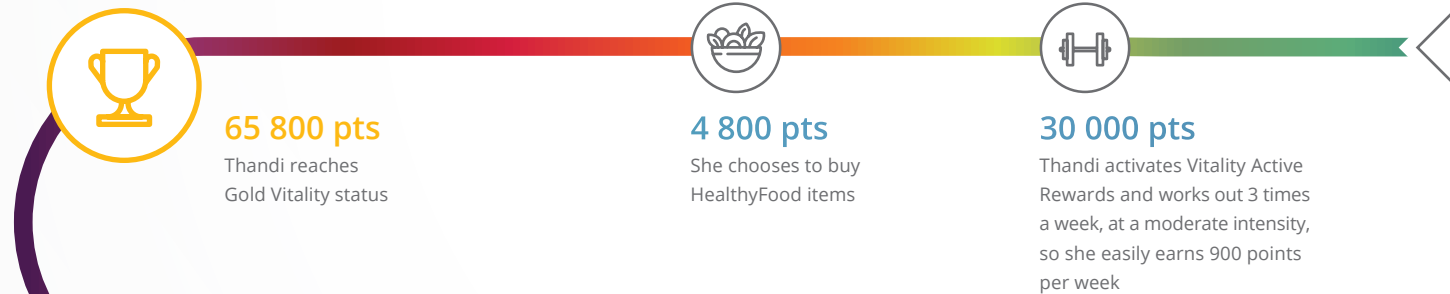 65 800 pts
Thandi reaches
Gold Vitality status
4 800 pts
She chooses to buy
HealthyFood items
30 000 pts
Thandi activates Vitality Active
Rewards and works out 3 times
a week, at a moderate intensity,
so she easily earns 900 points
per week